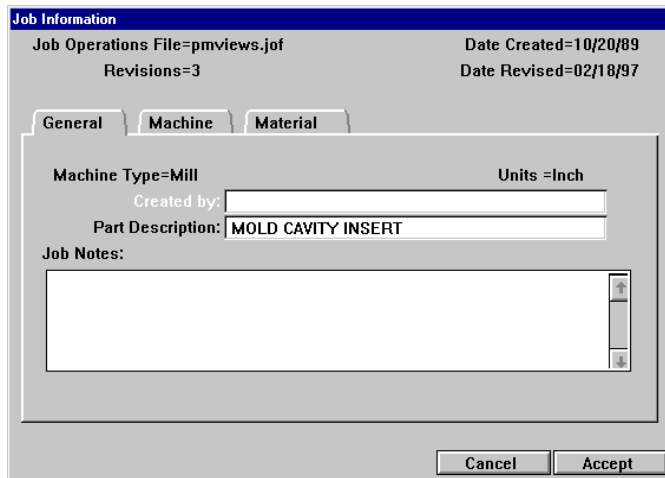 Job Information
Job Operations File=pmviews.jof Date Created=10/20/89
Revisions=3 Date Revised=02/18/97
General Machine Material
Machine Type=Mill Units =Inch
Created by:
Part Description: MOLD CAVITY INSERT
Job Notes:
Cancel Accept